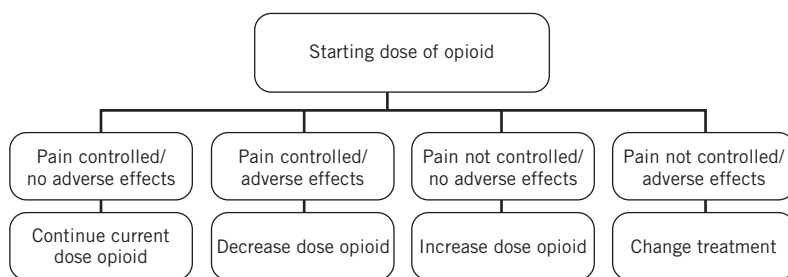 Starting dose of opioid
Pain controlled/
no adverse effects
Pain controlled/
adverse effects
Pain not controlled/
no adverse effects
Pain not controlled/
adverse effects
Continue current
dose opioid
Decrease dose opioid
Increase dose opioid
Change treatment